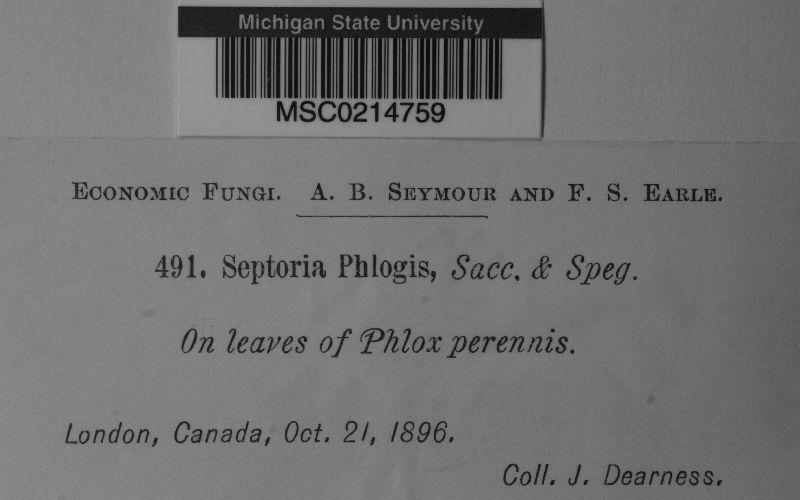 Michigan State University
MSC0214759
Economic Fungi. A. B. Seymour and F. S. Earle.
491. Septoria Phlogis, Sacc. & Speg.
On leaves of Phlox perennis.
London, Canada, Oct. 21, 1896.
Coll. J. Dearness.